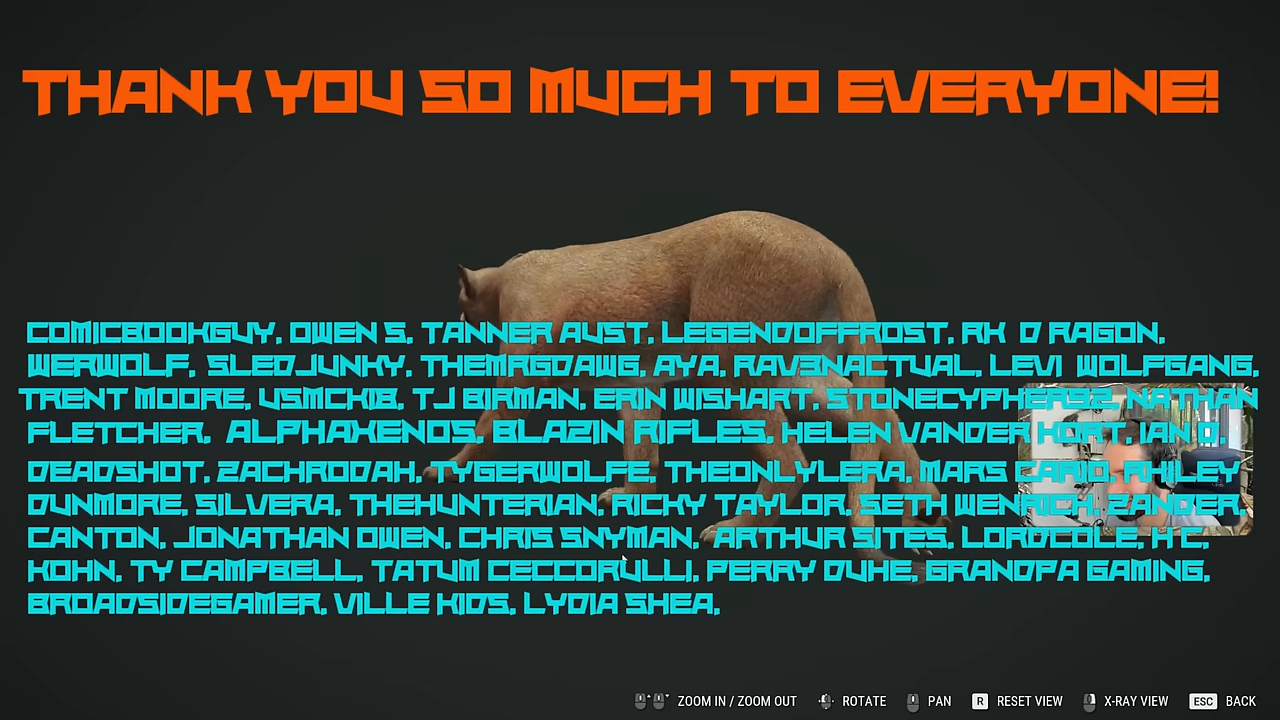 THANK YOU SO MUCH TO EVERYONE!
COMICBOOKGUY, OWEN S, TANNER AUST, LEGENDOFFROST, RK D RAGON,
WERWOLF, SLEDJUNKY, THEMRGDAWG, AYA, RAV3NACTUAL, LEVI WOLFGANG,
TRENT MOORE, USMCKIB, TJ BIRMAN, ERIN WISHART, STONECYPHER92, NATHAN
FLETCHER, ALPHAXENOS, BLAZIN RIFLES, HELEN VANDER KORT, IAN O,
DEADSHOT, ZACHRODAH, TYGERWOLFE, THEONLYLERA, MARS CARIO, RHILEY
DUNMORE, SILVERA, THEHUNTERIAN, RICKY TAYLOR, SETH WENRICH, ZANDER,
CANTON, JONATHAN OWEN, CHRIS SNYMAN, ARTHUR SITES, LORDCOLE, H C,
KOHN, TY CAMPBELL, TATUM CECCORULLI, PERRY DUHE, GRANDPA GAMING,
BROADSIDEGAMER, VILLE KIDS, LYDIA SHEA,
ZOOM IN / ZOOM OUT ROTATE PAN R RESET VIEW X-RAY VIEW ESC BACK